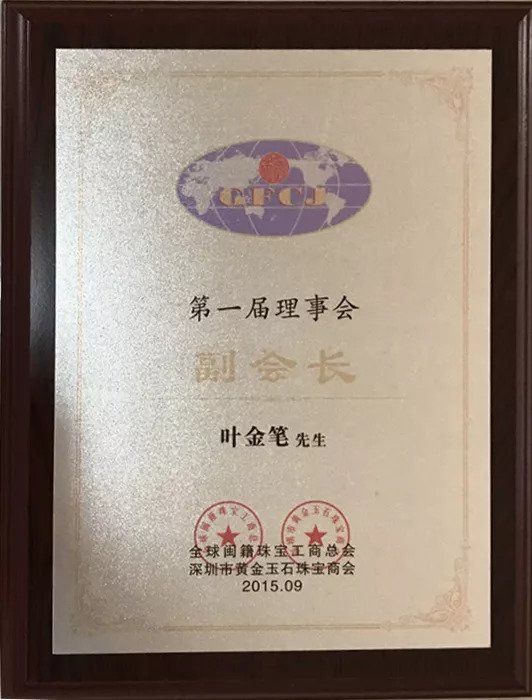 GFCJ
第一届理事会
副会长
叶金笔 先生
全球闽籍珠宝工商总会
深圳市黄金玉石珠宝商会
2015.09